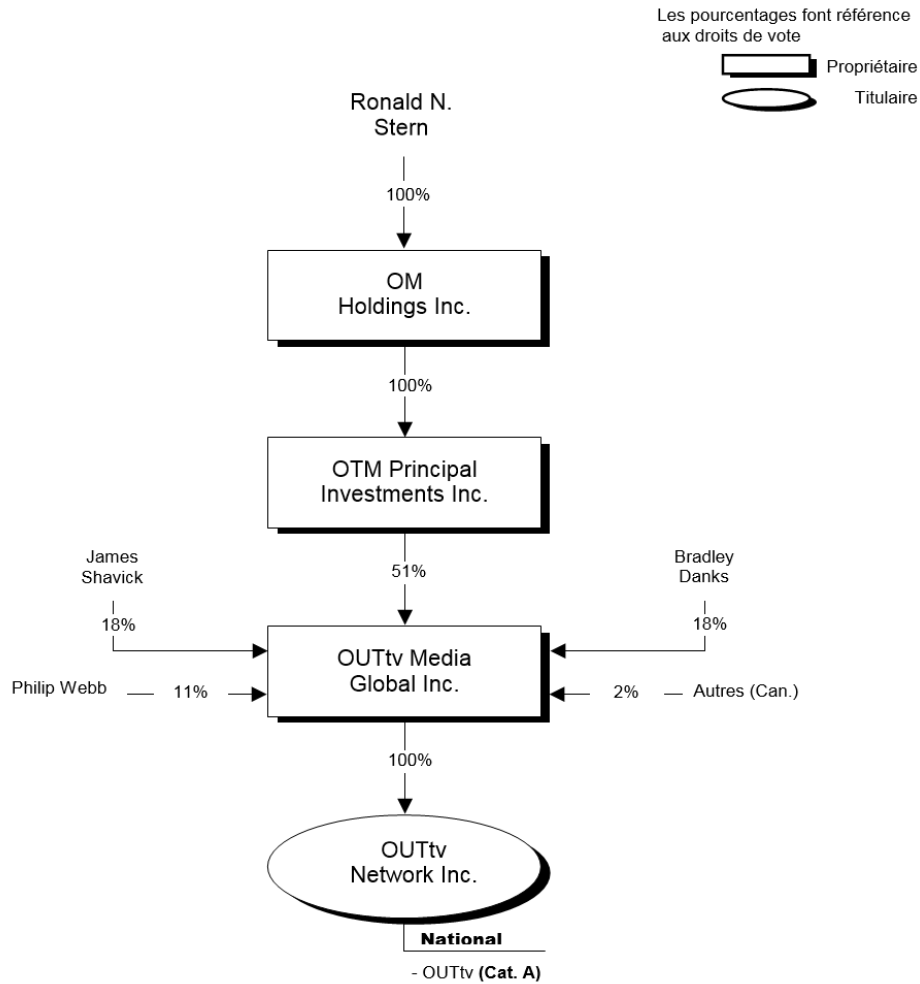 Les pourcentages font référence
aux droits de vote
Propriétaire
Titulaire
Ronald N.
Stern
100%
OM
Holdings Inc.
100%
OTM Principal
Investments Inc.
James
Shavick
51%
Bradley
Danks
18%
18%
OUTtv Media
Global Inc.
Philip Webb
11%
2%
Autres (Can.)
100%
OUTtv
Network Inc.
National
- OUTtv (Cat. A)